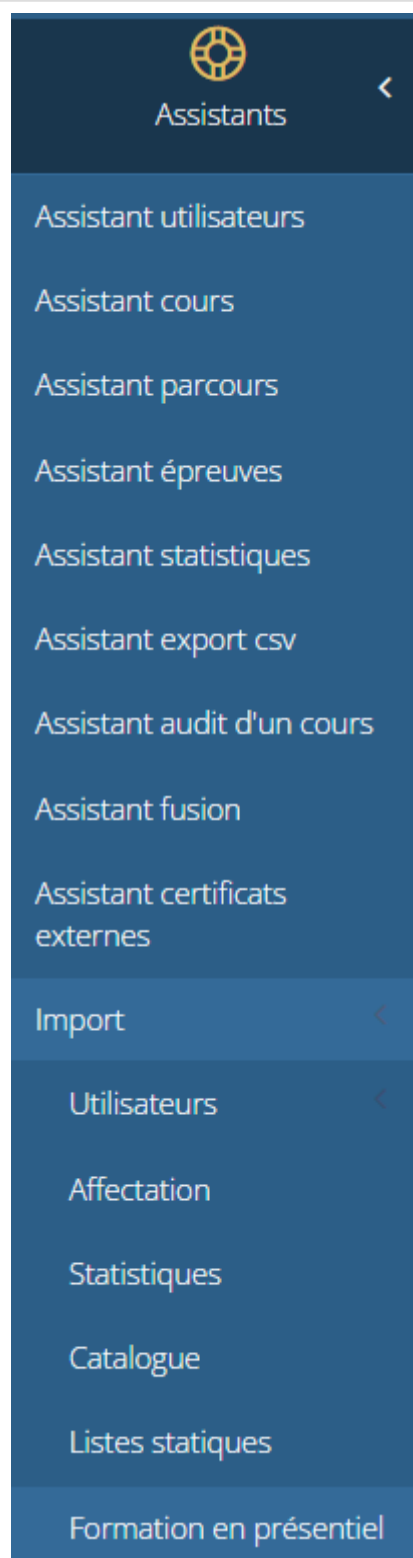 Assistants
Assistant utilisateurs
Assistant cours
Assistant parcours
Assistant épreuves
Assistant statistiques
Assistant export csv
Assistant audit d'un cours
Assistant fusion
Assistant certificats
externes
Import
Utilisateurs
Affectation
Statistiques
Catalogue
Listes statiques
Formation en présentiel